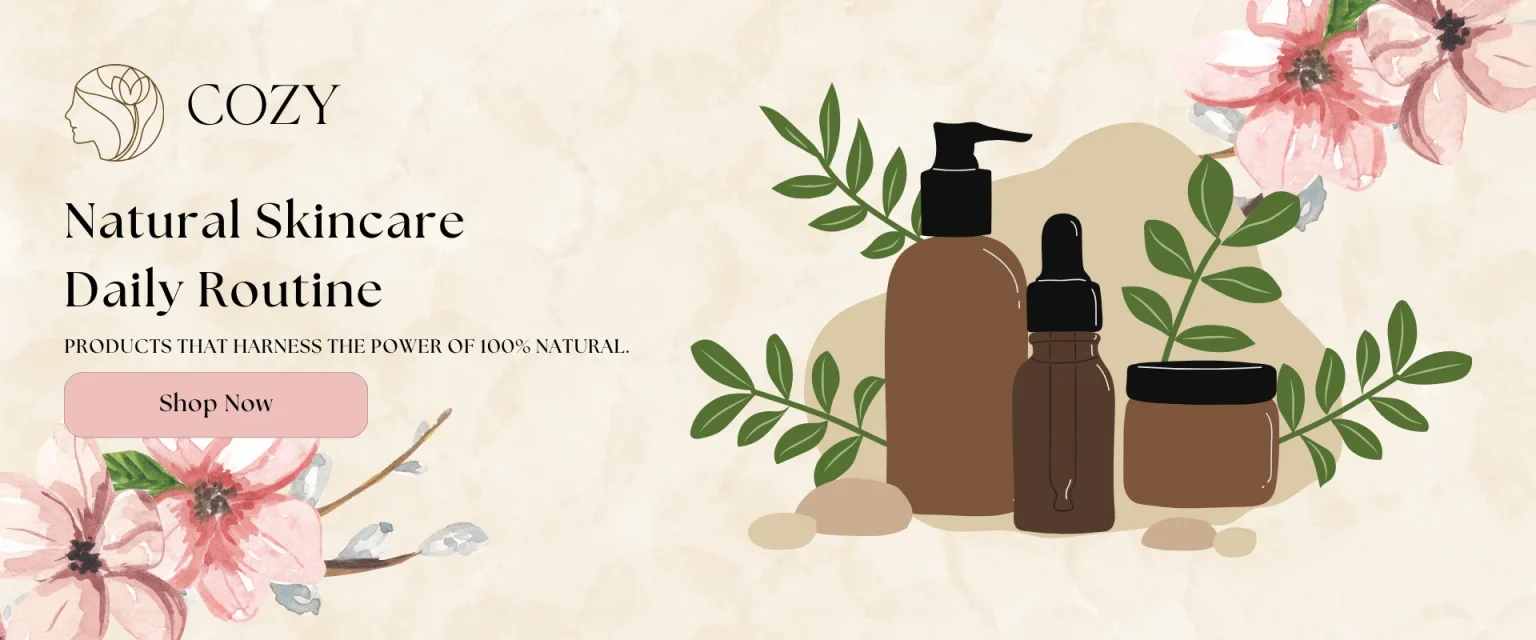 COZY
Natural Skincare
Daily Routine
PRODUCTS THAT HARNESS THE POWER OF 100% NATURAL.
Shop Now